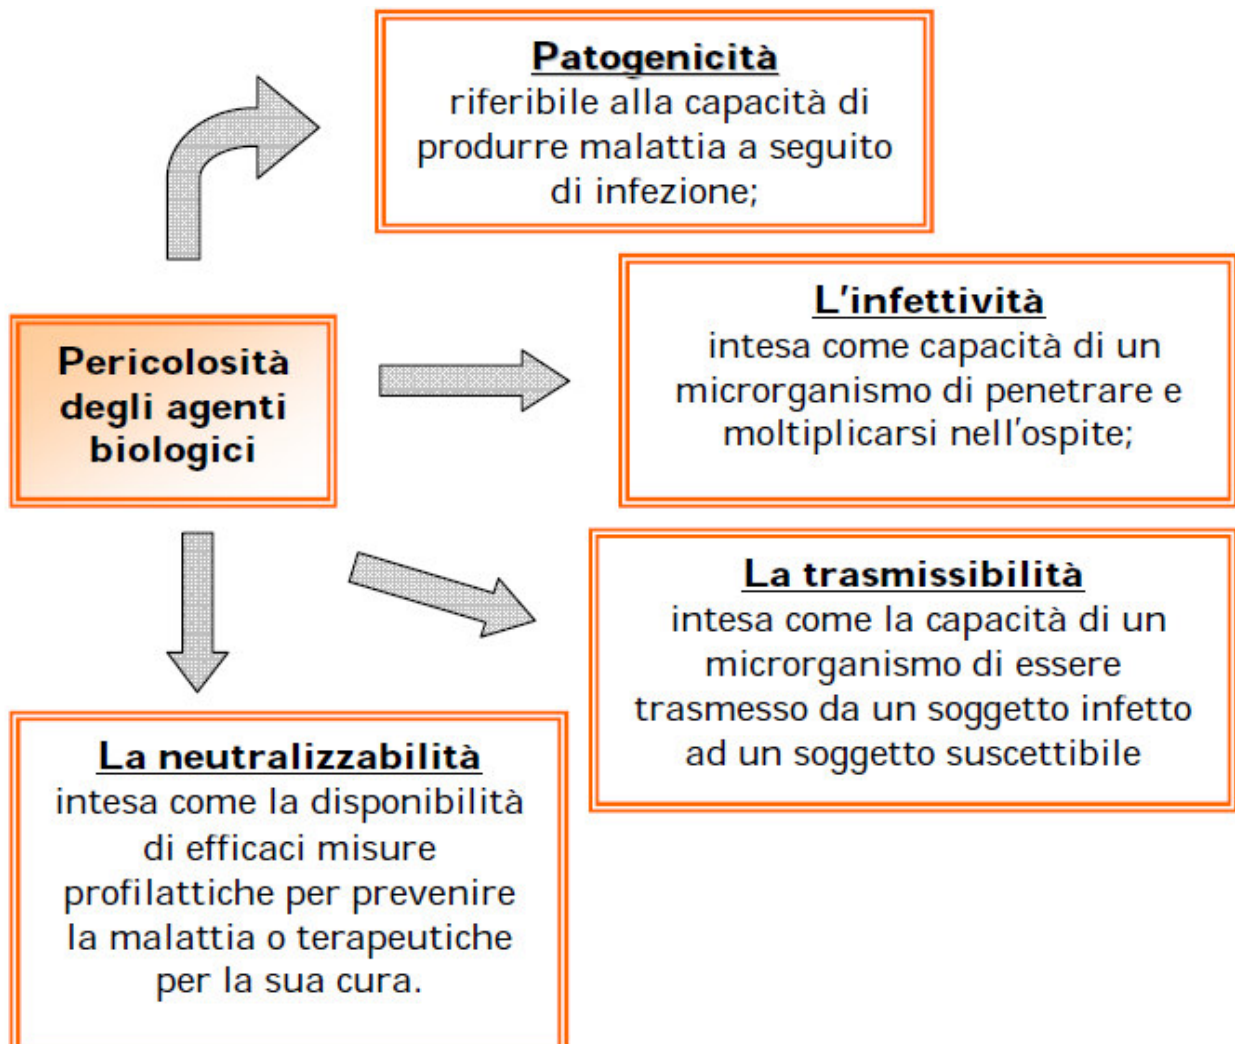 Patogenicità
riferibile alla capacità di
produrre malattia a seguito
di infezione;
L'infettività
intesa come capacità di un
microrganismo di penetrare e
moltiplicarsi nell'ospite;
Pericolosità
degli agenti
biologici
La trasmissibilità
intesa come la capacità di un
microrganismo di essere
trasmesso da un soggetto infetto
ad un soggetto suscettibile
La neutralizzabilità
intesa come la disponibilità
di efficaci misure
profilattiche per prevenire
la malattia o terapeutiche
per la sua cura.